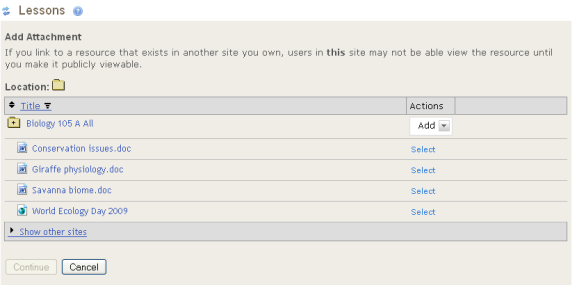 Lessons
Add Attachment
If you link to a resource that exists in another site you own, users in this site may not be able view the resource until
you make it publicly viewable.
Location:
Title Actions
Biology 105 A All Add
Conservation issues.doc Select
Giraffe physiology.doc Select
Savanna biome.doc Select
World Ecology Day 2009 Select
Show other sites
Continue Cancel